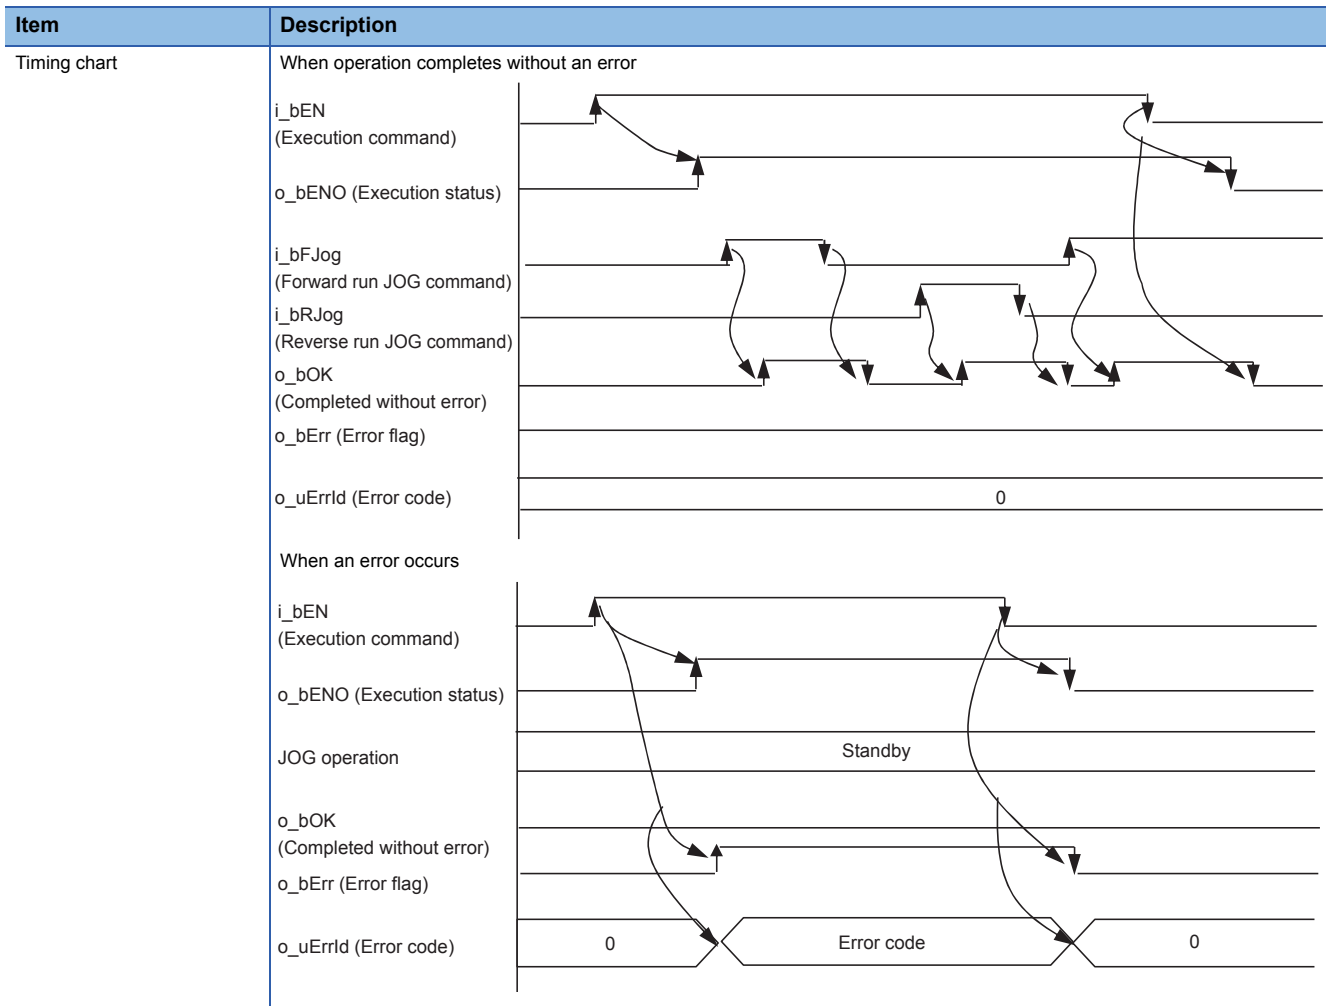 Item Description
Timing chart When operation completes without an error
i_bEN
(Execution command)
o_bENO (Execution status)
i_bFJog
(Forward run JOG command)
i_bRJog
(Reverse run JOG command)
o_bOK
(Completed without error)
o_bErr (Error flag)
o_uErrId (Error code) 0
When an error occurs
i_bEN
(Execution command)
o_bENO (Execution status)
JOG operation Standby
o_bOK
(Completed without error)
o_bErr (Error flag)
o_uErrId (Error code) 0 Error code 0